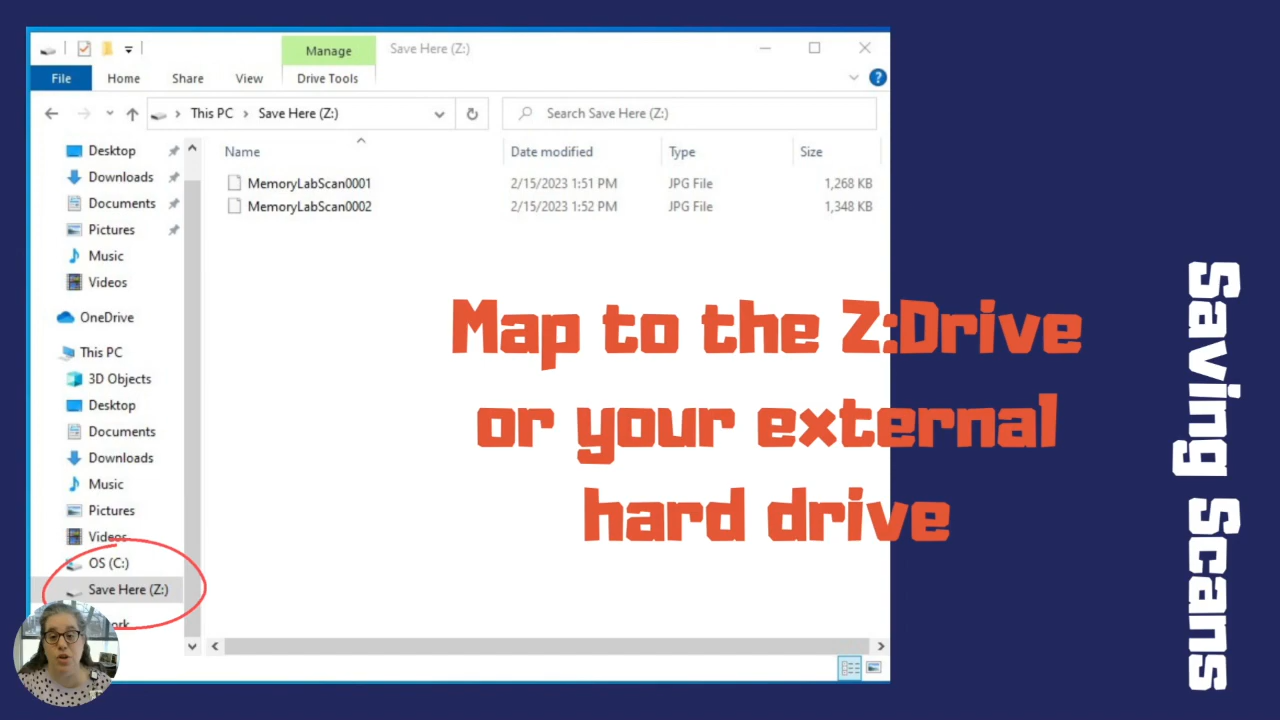 Manage
Save Here (Z:)
File
Home
Share
View
Drive Tools
?
This PC
Save Here (Z:)
Search Save Here (Z:)
Name
Date modified
Type
Size
MemoryLabScan0001
2/15/2023 1:51 PM
JPG File
1,268 KB
MemoryLabScan0002
2/15/2023 1:52 PM
JPG File
1,348 KB
Desktop
Downloads
Documents
Pictures
Music
Videos
OneDrive
This PC
3D Objects
Desktop
Documents
Downloads
Music
Pictures
Videos
OS (C:)
Save Here (Z:)
Map to the Z:Drive
or your external
hard drive
Saving Scans